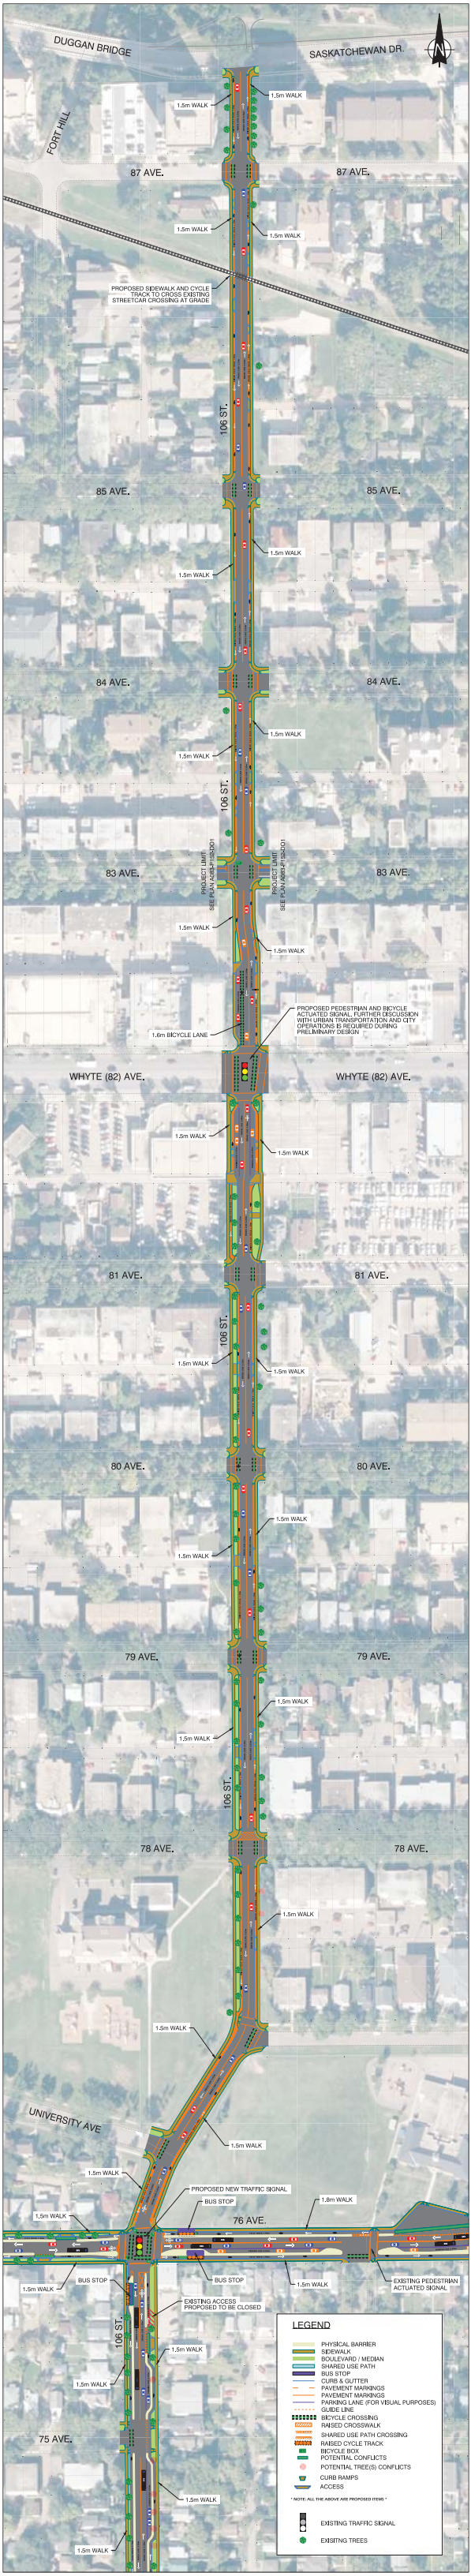 DUGGAN BRIDGE
SASKATCHEWAN DR.
N
FORT HILL
1.5m WALK
1.5m WALK
87 AVE.
87 AVE.
1.5m WALK
1.5m WALK
PROPOSED SIDEWALK AND CYCLE
TRACK TO CROSS EXISTING
STREETCAR CROSSING AT GRADE
106 ST.
85 AVE.
85 AVE.
1.5m WALK
1.5m WALK
84 AVE.
84 AVE.
1.5m WALK
1.5m WALK
106 ST.
83 AVE.
PROJECT LIMIT
PROJECT LIMIT
83 AVE.
1.5m WALK
1.5m WALK
PROPOSED PEDESTRIAN AND BICYCLE
ACTUATED SIGNAL, FURTHER DISCUSSION
WITH URBAN TRANSPORTATION AND CITY
OPERATIONS IS REQUIRED DURING
PRELIMINARY DESIGN
1.6m BICYCLE LANE
WHYTE (82) AVE.
WHYTE (82) AVE.
1.5m WALK
1.5m WALK
81 AVE.
81 AVE.
106 ST.
1.5m WALK
1.5m WALK
80 AVE.
80 AVE.
1.5m WALK
1.5m WALK
79 AVE.
79 AVE.
1.5m WALK
1.5m WALK
106 ST.
78 AVE.
78 AVE.
1.5m WALK
1.5m WALK
UNIVERSITY AVE
1.5m WALK
1.5m WALK
PROPOSED NEW TRAFFIC SIGNAL
BUS STOP
1.8m WALK
1.5m WALK
76 AVE.
BUS STOP
BUS STOP
1.5m WALK
1.5m WALK
EXISTING PEDESTRIAN
ACTUATED SIGNAL
EXISTING ACCESS
PROPOSED TO BE CLOSED
106 ST.
1.5m WALK
1.5m WALK
75 AVE.
1.5m WALK
1.5m WALK
LEGEND
PHYSICAL BARRIER
SIDEWALK
BOULEVARD / MEDIAN
SHARED USE PATH
BUS STOP
CURB & GUTTER
PAVEMENT MARKINGS
PAVEMENT MARKINGS
PARKING LANE (FOR VISUAL PURPOSES)
GUIDE LINE
BICYCLE CROSSING
RAISED CROSSWALK
SHARED USE PATH CROSSING
RAISED CYCLE TRACK
BICYCLE BOX
POTENTIAL CONFLICTS
POTENTIAL TREE(S) CONFLICTS
CURB RAMPS
ACCESS
* NOTE: ALL THE ABOVE ARE PROPOSED ITEMS *
EXISTING TRAFFIC SIGNAL
EXISITNG TREES